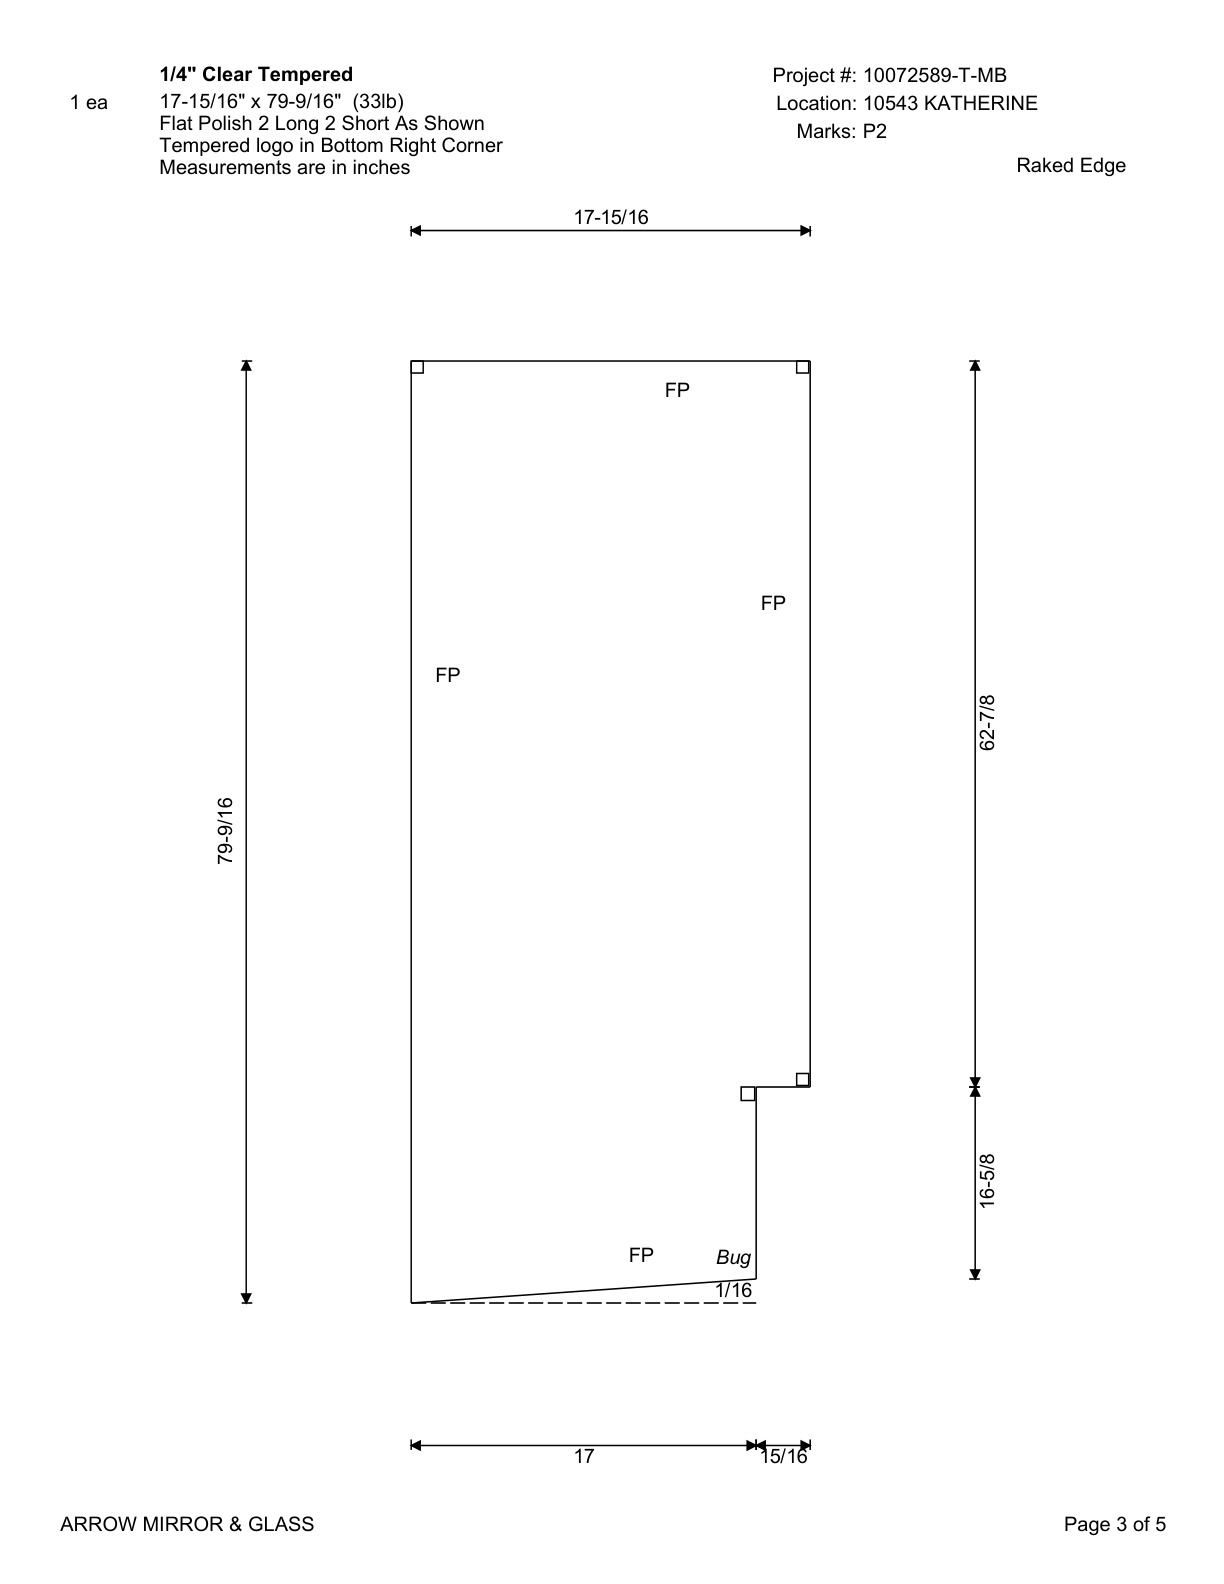 1/4" Clear Tempered
Project #: 10072589-T-MB
1 ea
17-15/16" x 79-9/16"  (33lb)
Location: 10543 KATHERINE
Flat Polish 2 Long 2 Short As Shown
Marks: P2
Tempered logo in Bottom Right Corner
Measurements are in inches
Raked Edge
17-15/16
FP
FP
FP
62-7/8
79-9/16
16-5/8
FP
Bug
1/16
17
15/16
ARROW MIRROR & GLASS
Page 3 of 5